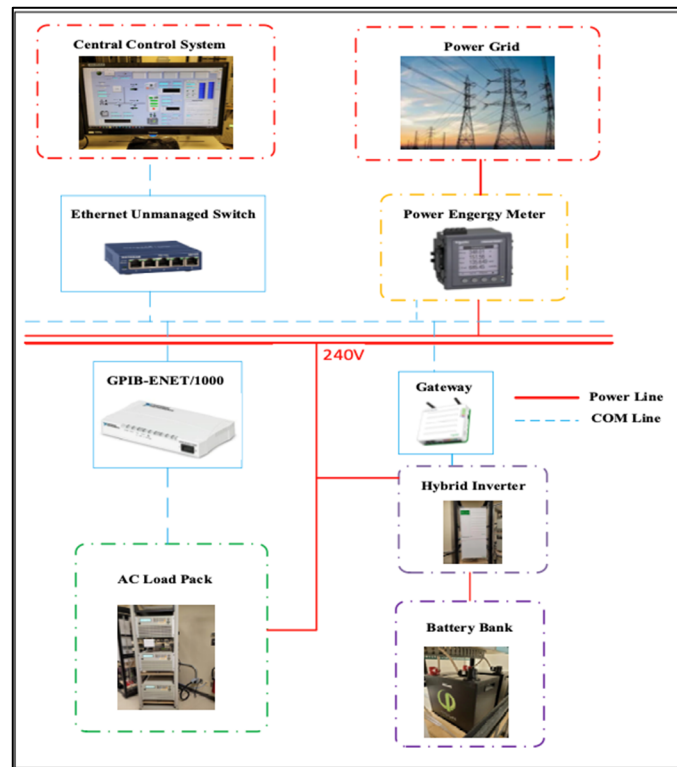 Central Control System
Power Grid
Ethernet Unmanaged Switch
Power Engergy Meter
240V
GPIB-ENET/1000
Gateway
Power Line
COM Line
Hybrid Inverter
AC Load Pack
Battery Bank